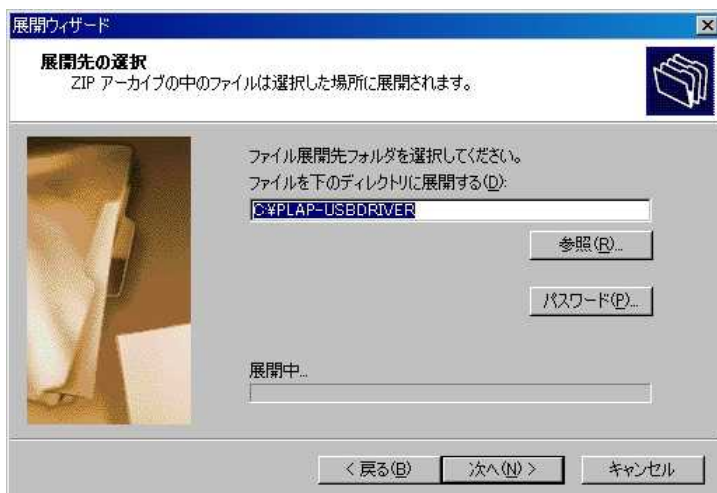 展開ウィザード
展開先の選択
ZIP アーカイブの中のファイルは選択した場所に展開されます。
ファイル展開先フォルダを選択してください。
ファイルを下のディレクトリに展開する(D):
C:¥PLAP-USBDRIVER
参照(R)...
パスワード(P)...
展開中...
< 戻る(B)
次へ(N) >
キャンセル